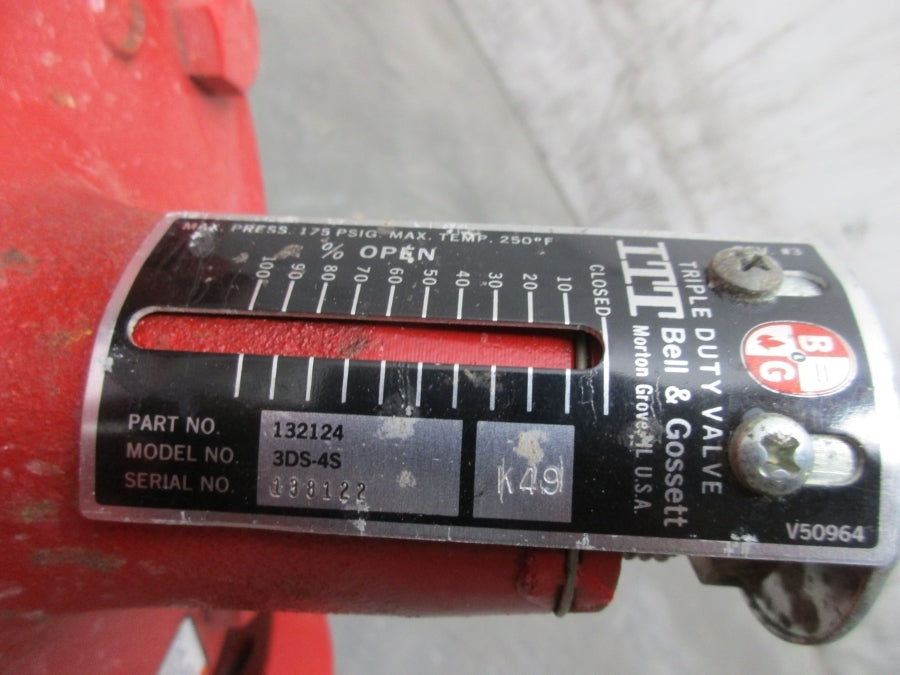 MAX. PRESS. 175 PSIG. MAX. TEMP. 250°F
% OPEN
100 90 80 70 60 50 40 30 20 10 CLOSED
PART NO. 132124
MODEL NO. 3DS-4S
SERIAL NO. 138122
K49
ITT Bell & Gossett
TRIPLE DUTY VALVE
Morton Grove, IL U.S.A.
#3
B G
V50964